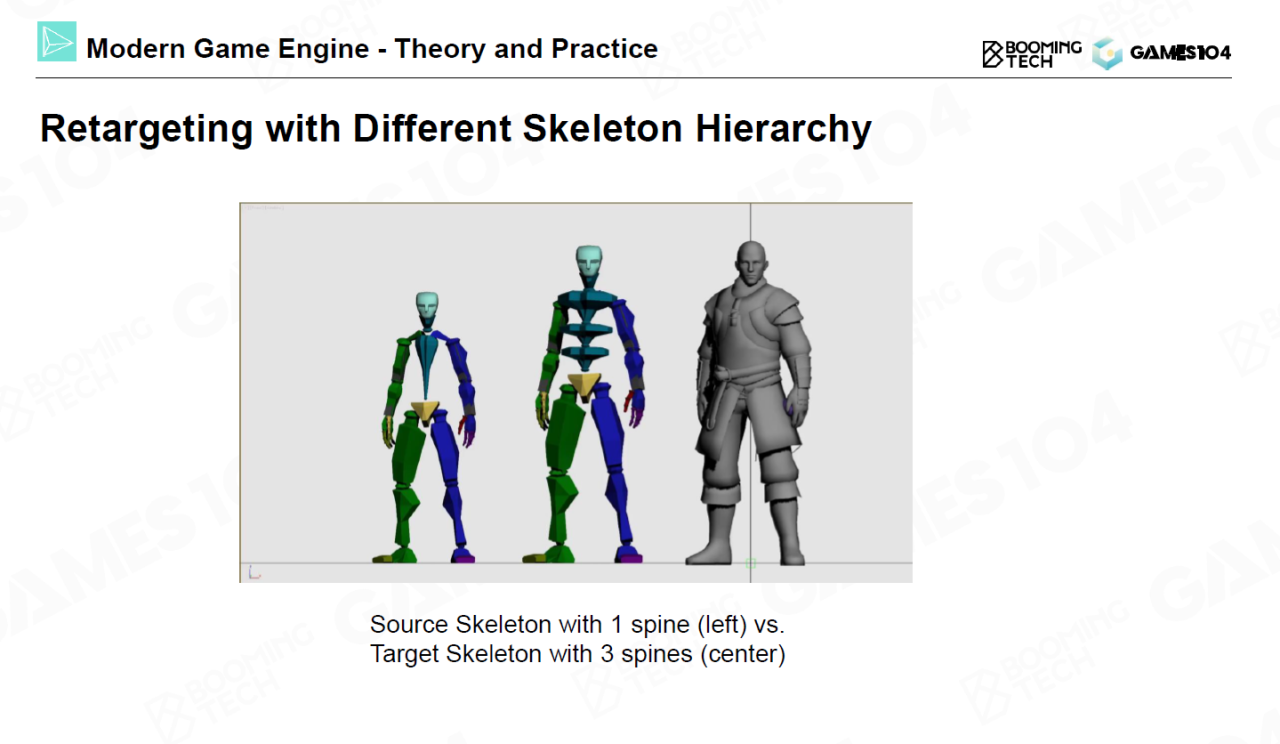 Modern Game Engine - Theory and Practice
BOOMING
TECH
GAMES104
Retargeting with Different Skeleton Hierarchy
Source Skeleton with 1 spine (left) vs.
Target Skeleton with 3 spines (center)